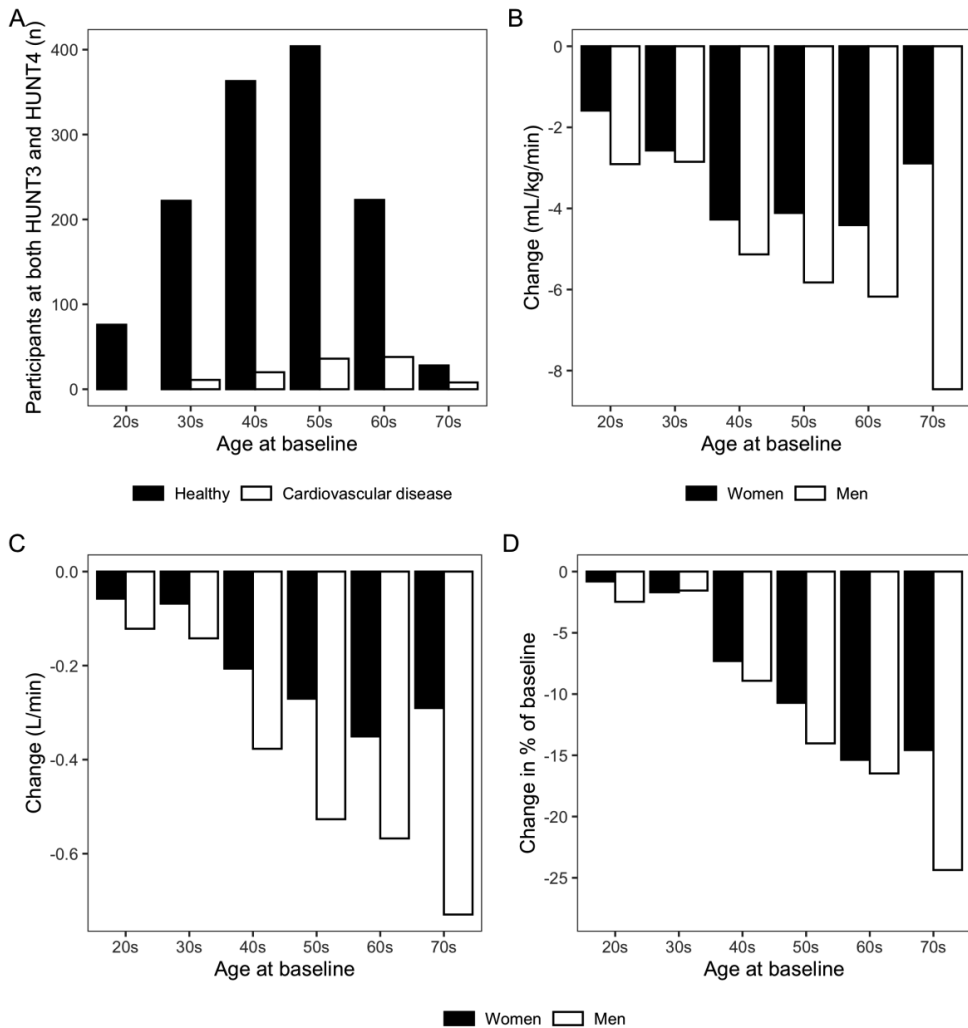 A
Participants at both HUNT3 and HUNT4 (n)
400
300
200
100
0
20s 30s 40s 50s 60s 70s
Age at baseline
Healthy Cardiovascular disease
B
Change (mL/kg/min)
0
-2
-4
-6
-8
20s 30s 40s 50s 60s 70s
Age at baseline
Women Men
C
Change (L/min)
0.0
-0.2
-0.4
-0.6
20s 30s 40s 50s 60s 70s
Age at baseline
D
Change in % of baseline
0
-5
-10
-15
-20
-25
20s 30s 40s 50s 60s 70s
Age at baseline
Women Men